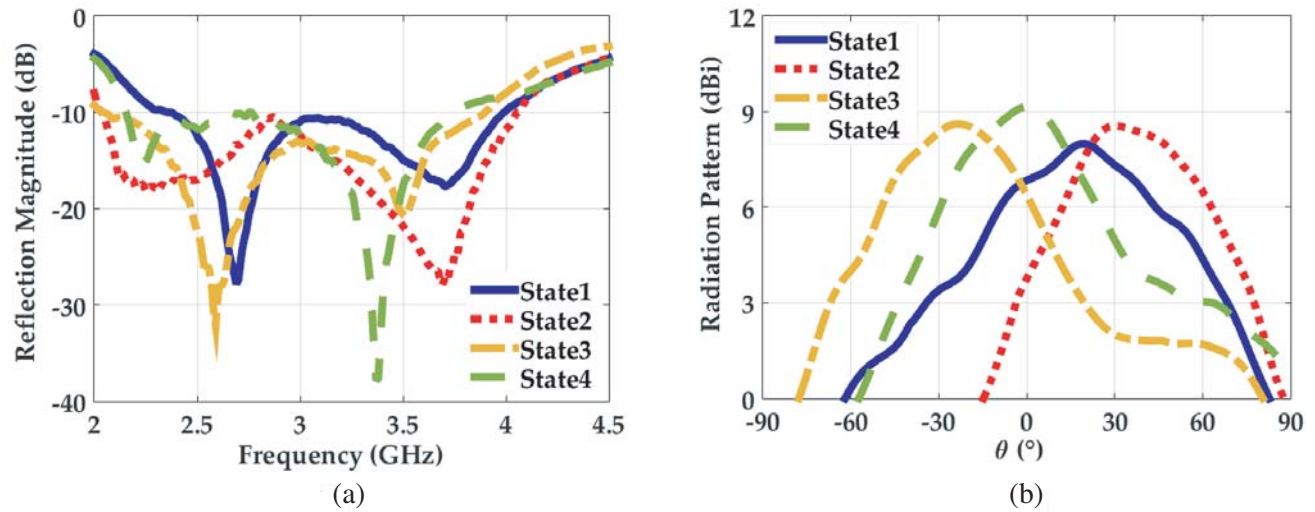 0
-10
-20
-30
-40
2
2.5
3
3.5
4
4.5
Reflection Magnitude (dB)
Frequency (GHz)
State1
State2
State3
State4
(a)
12
9
6
3
0
-90
-60
-30
0
30
60
90
Radiation Pattern (dBi)
θ (°)
State1
State2
State3
State4
(b)